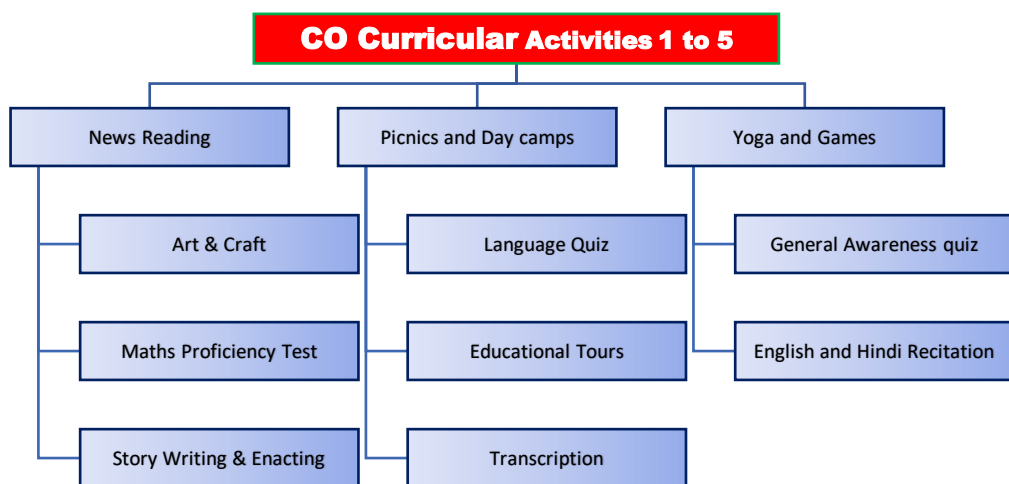 CO Curricular Activities 1 to 5
News Reading
Picnics and Day camps
Yoga and Games
Art & Craft
Language Quiz
General Awareness quiz
Maths Proficiency Test
Educational Tours
English and Hindi Recitation
Story Writing & Enacting
Transcription